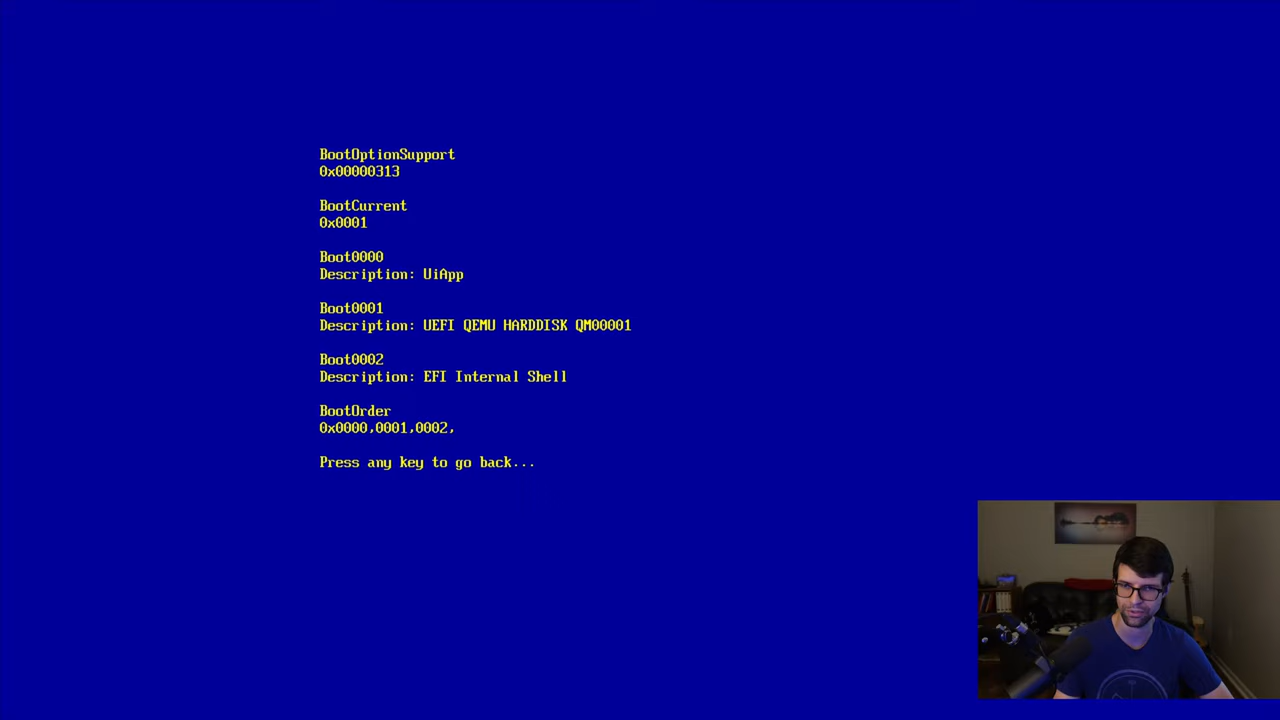 BootOptionSupport
0x00000313
BootCurrent
0x0001
Boot0000
Description: UiApp
Boot0001
Description: UEFI QEMU HARDDISK QM00001
Boot0002
Description: EFI Internal Shell
BootOrder
0x0000,0001,0002,
Press any key to go back...